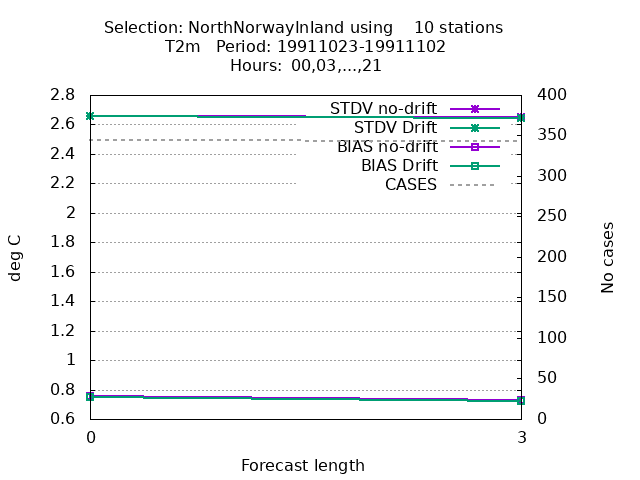 Selection: NorthNorwayInland using    10 stations
T2m   Period: 19911023-19911102
Hours:  00,03,...,21
2.8
2.6
2.4
2.2
2
1.8
1.6
1.4
1.2
1
0.8
0.6
deg C
STDV no-drift
STDV Drift
BIAS no-drift
BIAS Drift
CASES
400
350
300
250
200
150
100
50
0
No cases
0 3
Forecast length